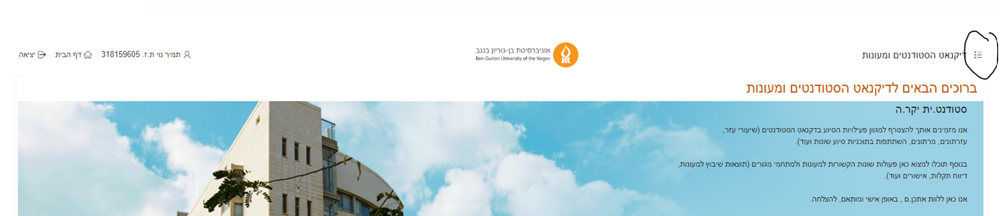 דיקנאט הסטודנטים ומעונות
אוניברסיטת בן-גוריון בנגב
Ben-Gurion University of the Negev
תמיר נוי ת.ז. 318159605
דף הבית
יציאה
ברוכים הבאים לדיקנאט הסטודנטים ומעונות
סטודנט.ית יקר.ה
אנו מזמינים אותך להצטרף למגוון פעילויות הסיוע בדקנאט הסטודנטים (שיעורי עזר,
עזרתונים, מרתונים, השתתפות בתוכניות סיוע שונות ועוד).
בנוסף תוכלו למצוא כאן פעולות שונות הקשורות למעונות ולמתחמי מגורים (תוצאות שיבוץ למעונות,
דיווח תקלות, אישורים ועוד).
אנו כאן ללוות אתכן.ם , באופן אישי ומותאם, להצלחה.